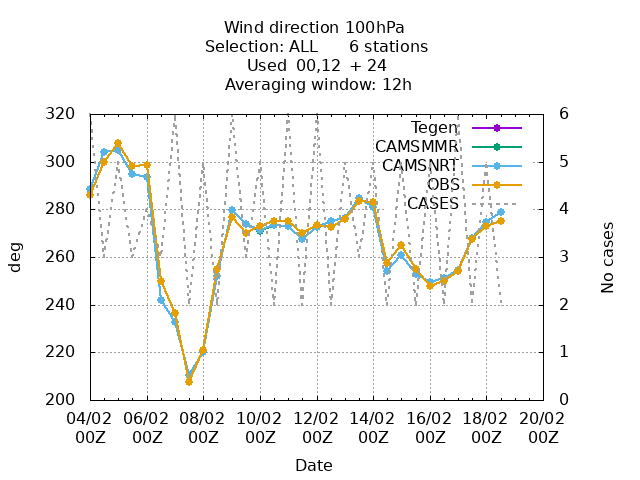 Wind direction 100hPa
Selection: ALL 6 stations
Used 00,12 + 24
Averaging window: 12h
320 6
Tegen
CAMSMMR
300 5
CAMSNRT
OBS
280 CASES 4
260 3
deg No cases
240 2
220 1
200 0
04/02 06/02 08/02 10/02 12/02 14/02 16/02 18/02 20/02
00Z 00Z 00Z 00Z 00Z 00Z 00Z 00Z 00Z
Date